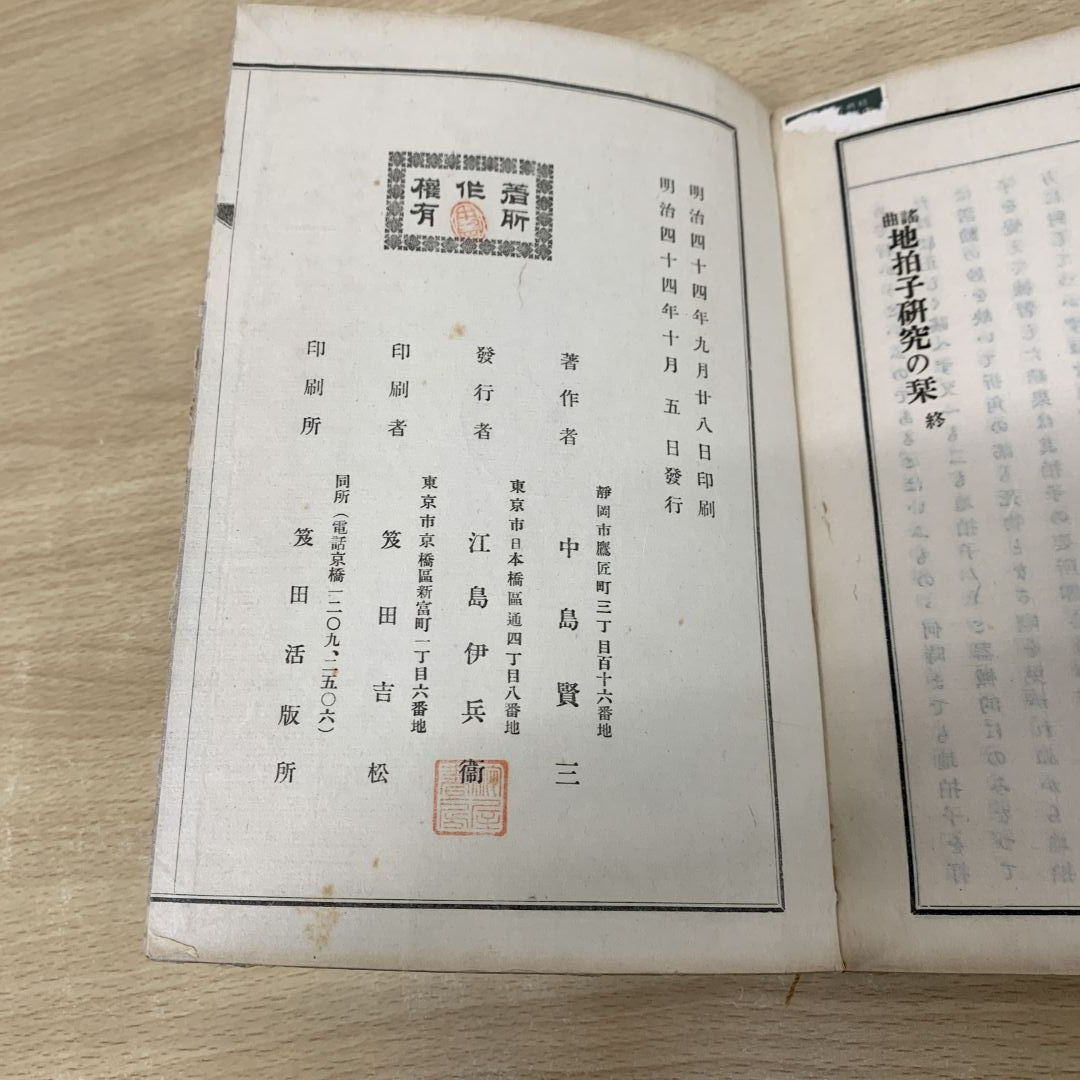 謠曲地拍子研究の栞 終
明治四十四年九月廿八日印刷
明治四十四年十月五日發行
著作權所有
著作者
靜岡市鷹匠町三丁目百十六番地
中島賢三
發行者
東京市日本橋區通四丁目八番地
江島伊兵衞
印刷者
東京市京橋區新富町一丁目六番地
笈田吉松
印刷所
同所（電話京橋一二〇九、二五〇六）
笈田活版所